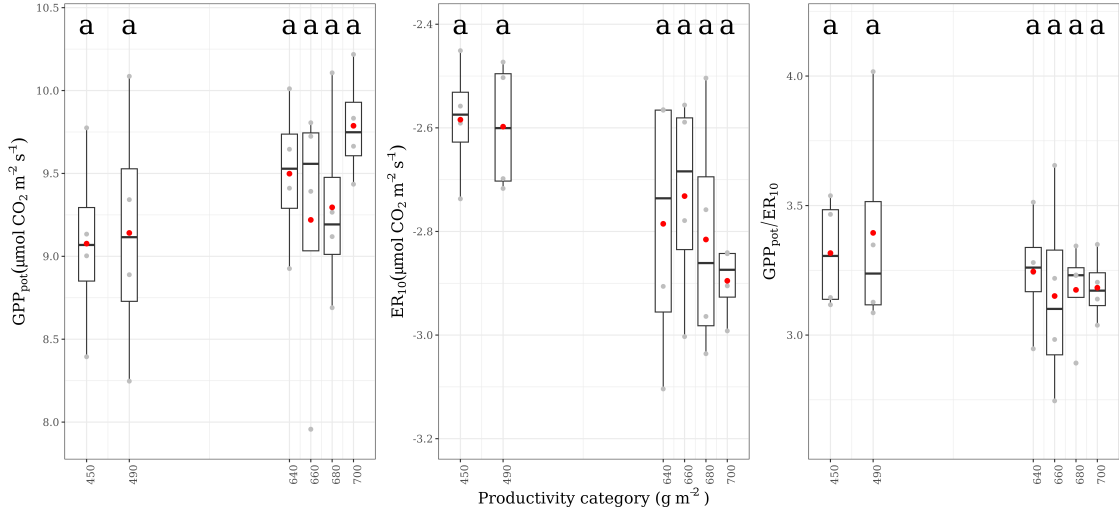 a a a a a a
10.5
10.0
9.5
9.0
8.5
8.0
GPPpot(μmol CO2 m−2 s−1)
450 490 640 660 680 700
a a a a a a
-2.4
-2.6
-2.8
-3.0
-3.2
ER10(μmol CO2 m−2 s−1)
450 490 640 660 680 700
a a a a a a
4.0
3.5
3.0
GPPpot/ER10
450 490 640 660 680 700
Productivity category (g m−2 )